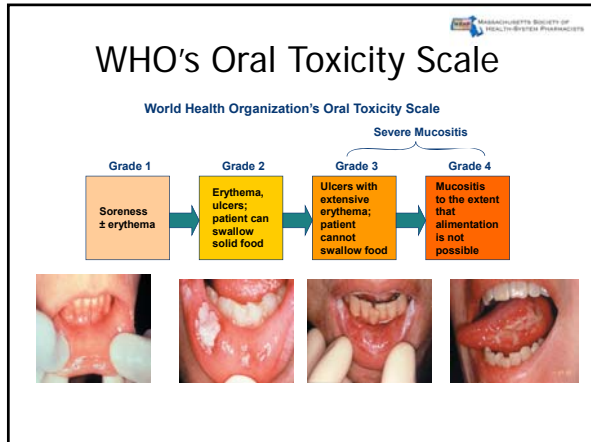 MASSACHUSETTS SOCIETY OF
HEALTH-SYSTEM PHARMACISTS
WHO's Oral Toxicity Scale
World Health Organization's Oral Toxicity Scale
Severe Mucositis
Grade 1
Grade 2
Grade 3
Grade 4
Soreness
± erythema
Erythema,
ulcers;
patient can
swallow
solid food
Ulcers with
extensive
erythema;
patient
cannot
swallow food
Mucositis
to the extent
that
alimentation
is not
possible